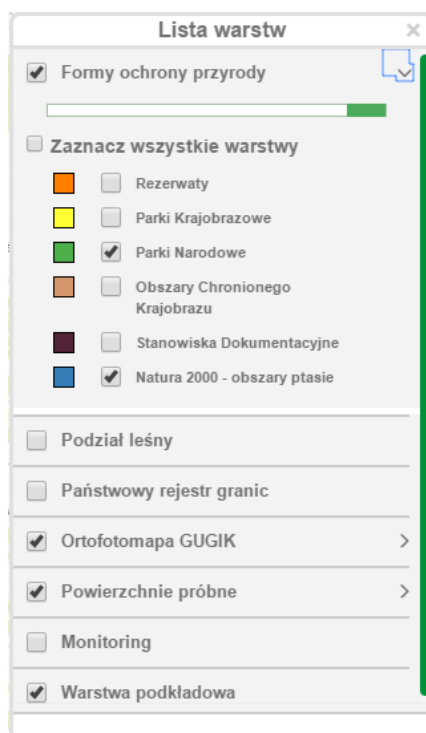 Lista warstw ×
Formy ochrony przyrody
Zaznacz wszystkie warstwy
Rezerwaty
Parki Krajobrazowe
Parki Narodowe
Obszary Chronionego
Krajobrazu
Stanowiska Dokumentacyjne
Natura 2000 - obszary ptasie
Podział leśny
Państwowy rejestr granic
Ortofotomapa GUGIK
Powierzchnie próbne
Monitoring
Warstwa podkładowa